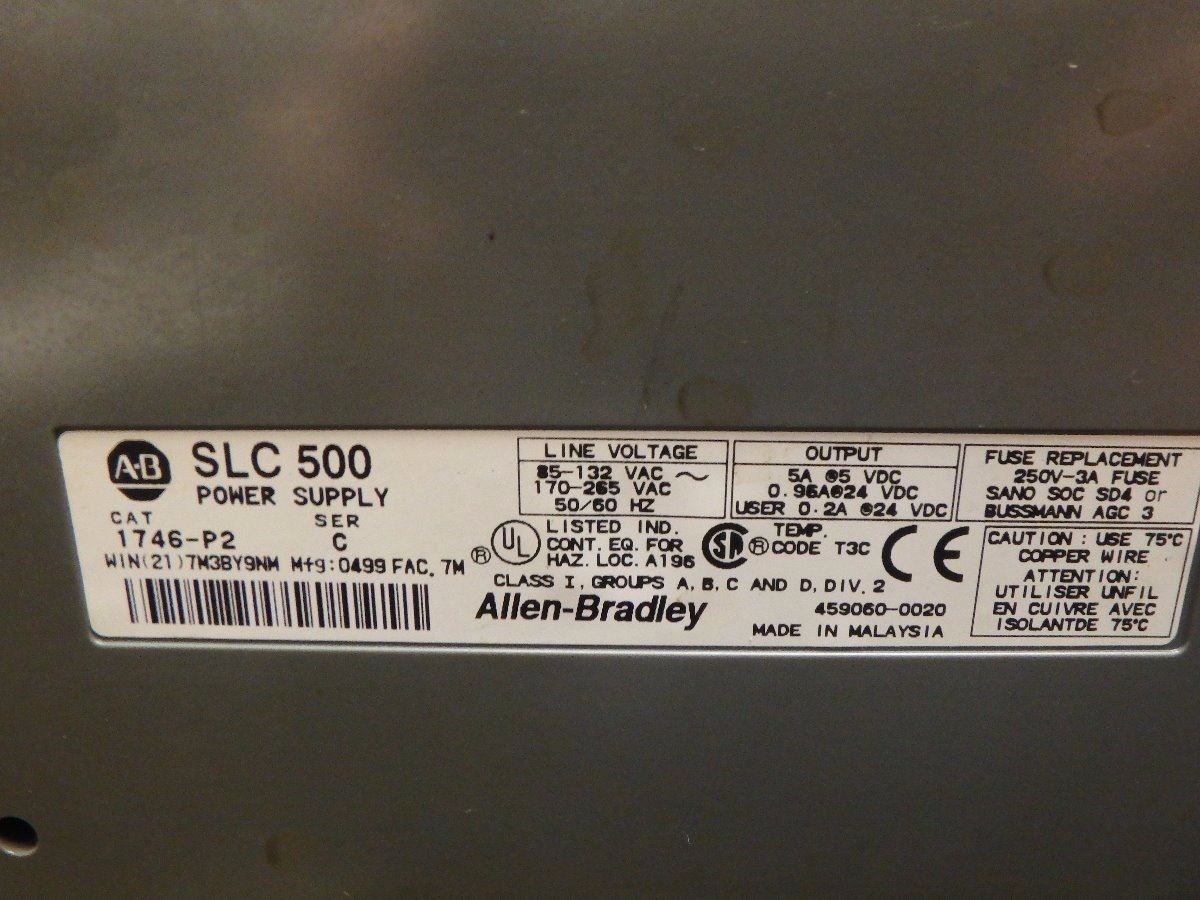 A-B
SLC 500
POWER SUPPLY
CAT SER
1746-P2 C
WIN(21)7M3BY9NM Mfg:0499 FAC. 7M
LINE VOLTAGE
85-132 VAC ~
170-265 VAC
50/60 HZ
OUTPUT
5A @5 VDC
0.96A@24 VDC
USER 0.2A @24 VDC
FUSE REPLACEMENT
250V-3A FUSE
SANO SOC SD4 or
BUSSMANN AGC 3
® UL LISTED IND.
CONT. EQ. FOR
HAZ. LOC. A196
SA ® TEMP.
CODE T3C
CE
CLASS I, GROUPS A, B, C AND D, DIV. 2
Allen-Bradley
459060-0020
MADE IN MALAYSIA
CAUTION: USE 75°C
COPPER WIRE
ATTENTION:
UTILISER UNFIL
EN CUIVRE AVEC
ISOLANTDE 75°C